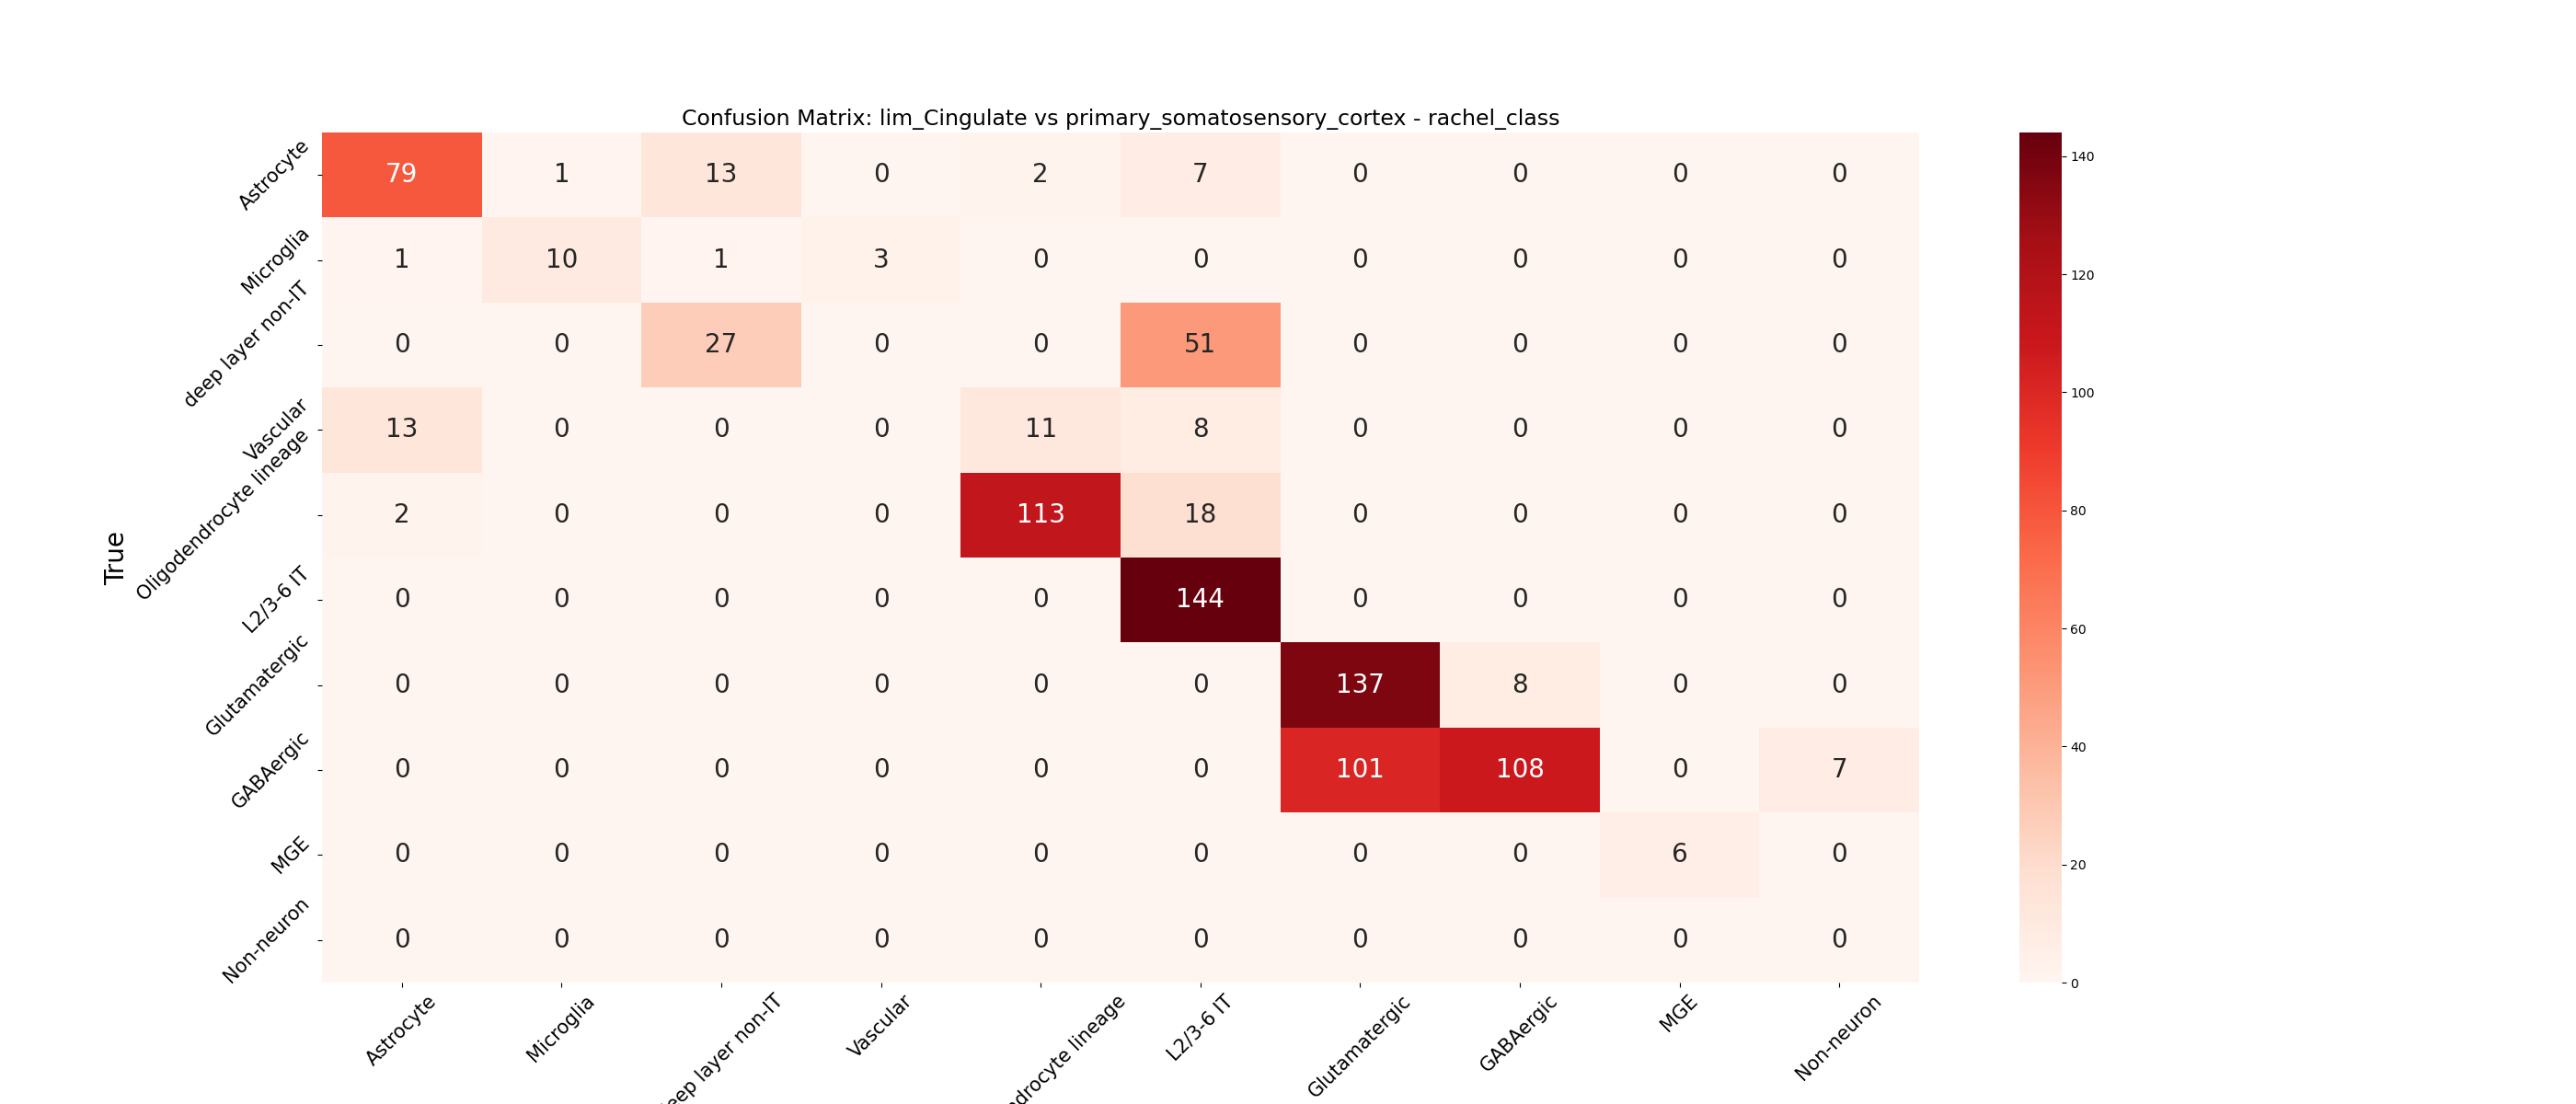 Confusion Matrix: lim_Cingulate vs primary_somatosensory_cortex - rachel_class
True
Astrocyte 79 1 13 0 2 7 0 0 0 0
Microglia 1 10 1 3 0 0 0 0 0 0
deep layer non-IT 0 0 27 0 0 51 0 0 0 0
Vascular 13 0 0 0 11 8 0 0 0 0
Oligodendrocyte lineage 2 0 0 0 113 18 0 0 0 0
L2/3-6 IT 0 0 0 0 0 144 0 0 0 0
Glutamatergic 0 0 0 0 0 0 137 8 0 0
GABAergic 0 0 0 0 0 0 101 108 0 7
MGE 0 0 0 0 0 0 0 0 6 0
Non-neuron 0 0 0 0 0 0 0 0 0 0
Astrocyte
Microglia
eep layer non-IT
Vascular
ndrocyte lineage
L2/3-6 IT
Glutamatergic
GABAergic
MGE
Non-neuron
140
120
100
80
60
40
20
0